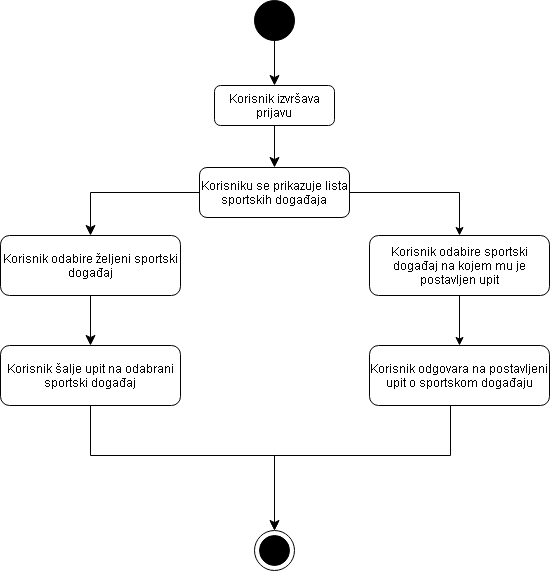 Korisnik izvršava
prijavu
Korisniku se prikazuje lista
sportskih događaja
Korisnik odabire željeni sportski
događaj
Korisnik odabire sportski
događaj na kojem mu je
postavljen upit
Korisnik šalje upit na odabrani
sportski događaj
Korisnik odgovara na postavljeni
upit o sportskom događaju